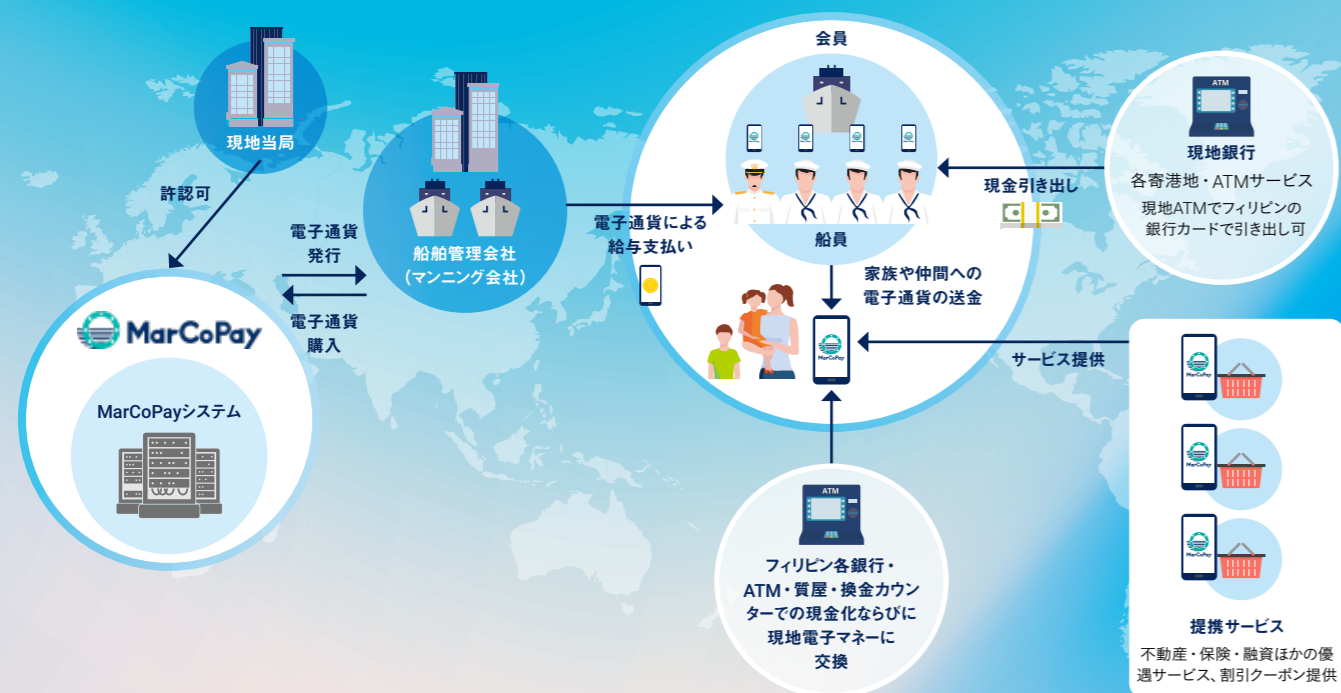 現地当局
許認可
MarCoPay
MarCoPayシステム
電子通貨
発行
電子通貨
購入
船舶管理会社
（マンニング会社）
電子通貨による
給与支払い
会員
船員
家族や仲間への
電子通貨の送金
MarCoPay
ATM
フィリピン各銀行・
ATM・質屋・換金カウン
ターでの現金化ならびに
現地電子マネーに
交換
現金引き出し
ATM
現地銀行
各寄港地・ATMサービス
現地ATMでフィリピンの
銀行カードで引き出し可
サービス提供
MarCoPay
MarCoPay
MarCoPay
提携サービス
不動産・保険・融資ほかの優
遇サービス、割引クーポン提供